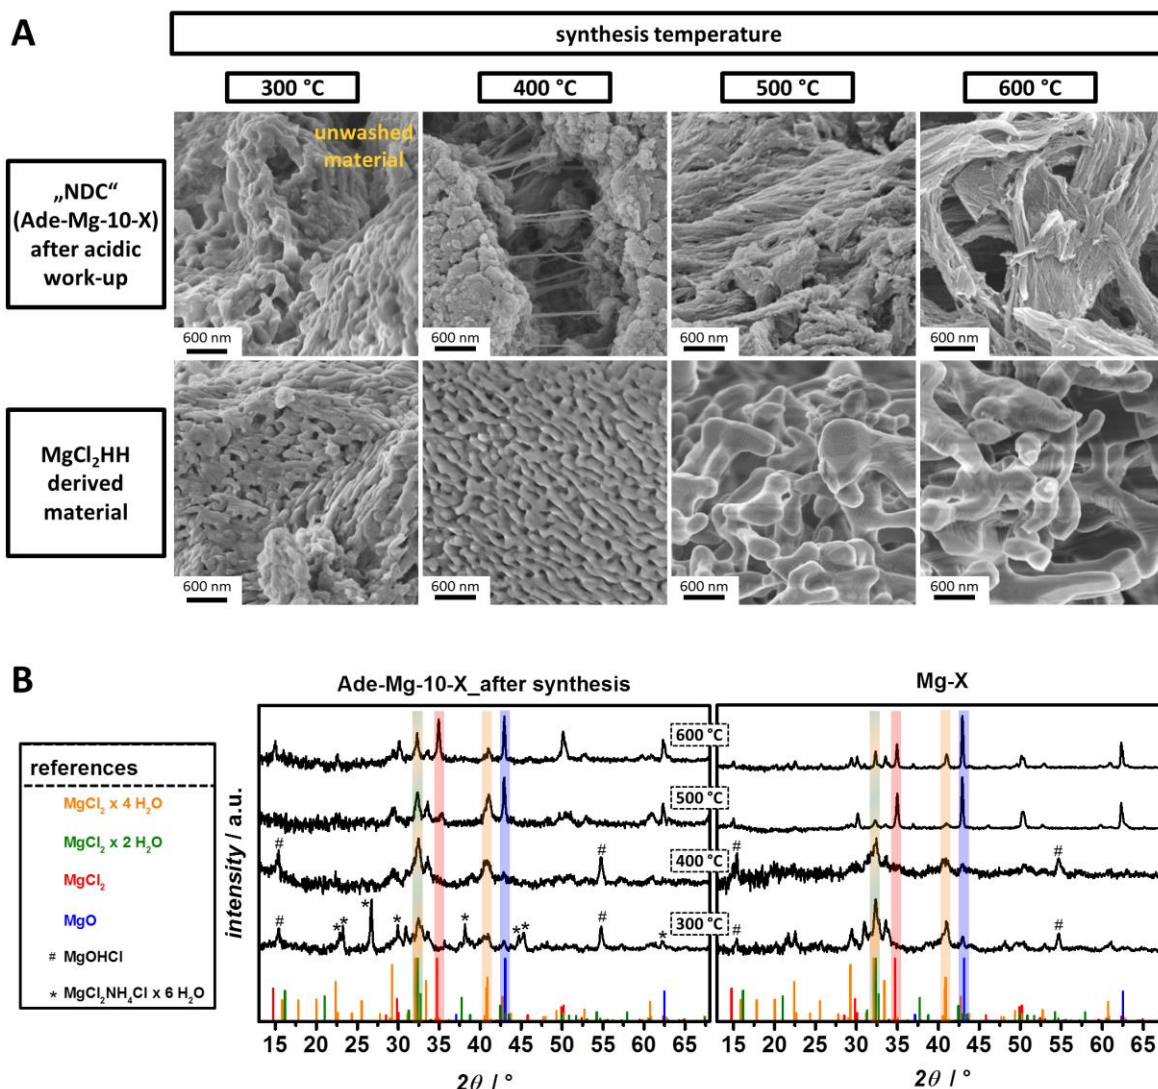 A
synthesis temperature
300 °C
400 °C
500 °C
600 °C
„NDC“
(Ade-Mg-10-X)
after acidic
work-up
unwashed
material
600 nm
600 nm
600 nm
600 nm
MgCl₂HH
derived
material
600 nm
600 nm
600 nm
600 nm
B
Ade-Mg-10-X_after synthesis
Mg-X
references
MgCl₂ x 4 H₂O
MgCl₂ x 2 H₂O
MgCl₂
MgO
# MgOHCl
* MgCl₂NH₄Cl x 6 H₂O
intensity / a.u.
600 °C
500 °C
400 °C
300 °C
# # # #
# * * * * * * * # * # #
15 20 25 30 35 40 45 50 55 60 65
15 20 25 30 35 40 45 50 55 60 65
2θ / °
2θ / °